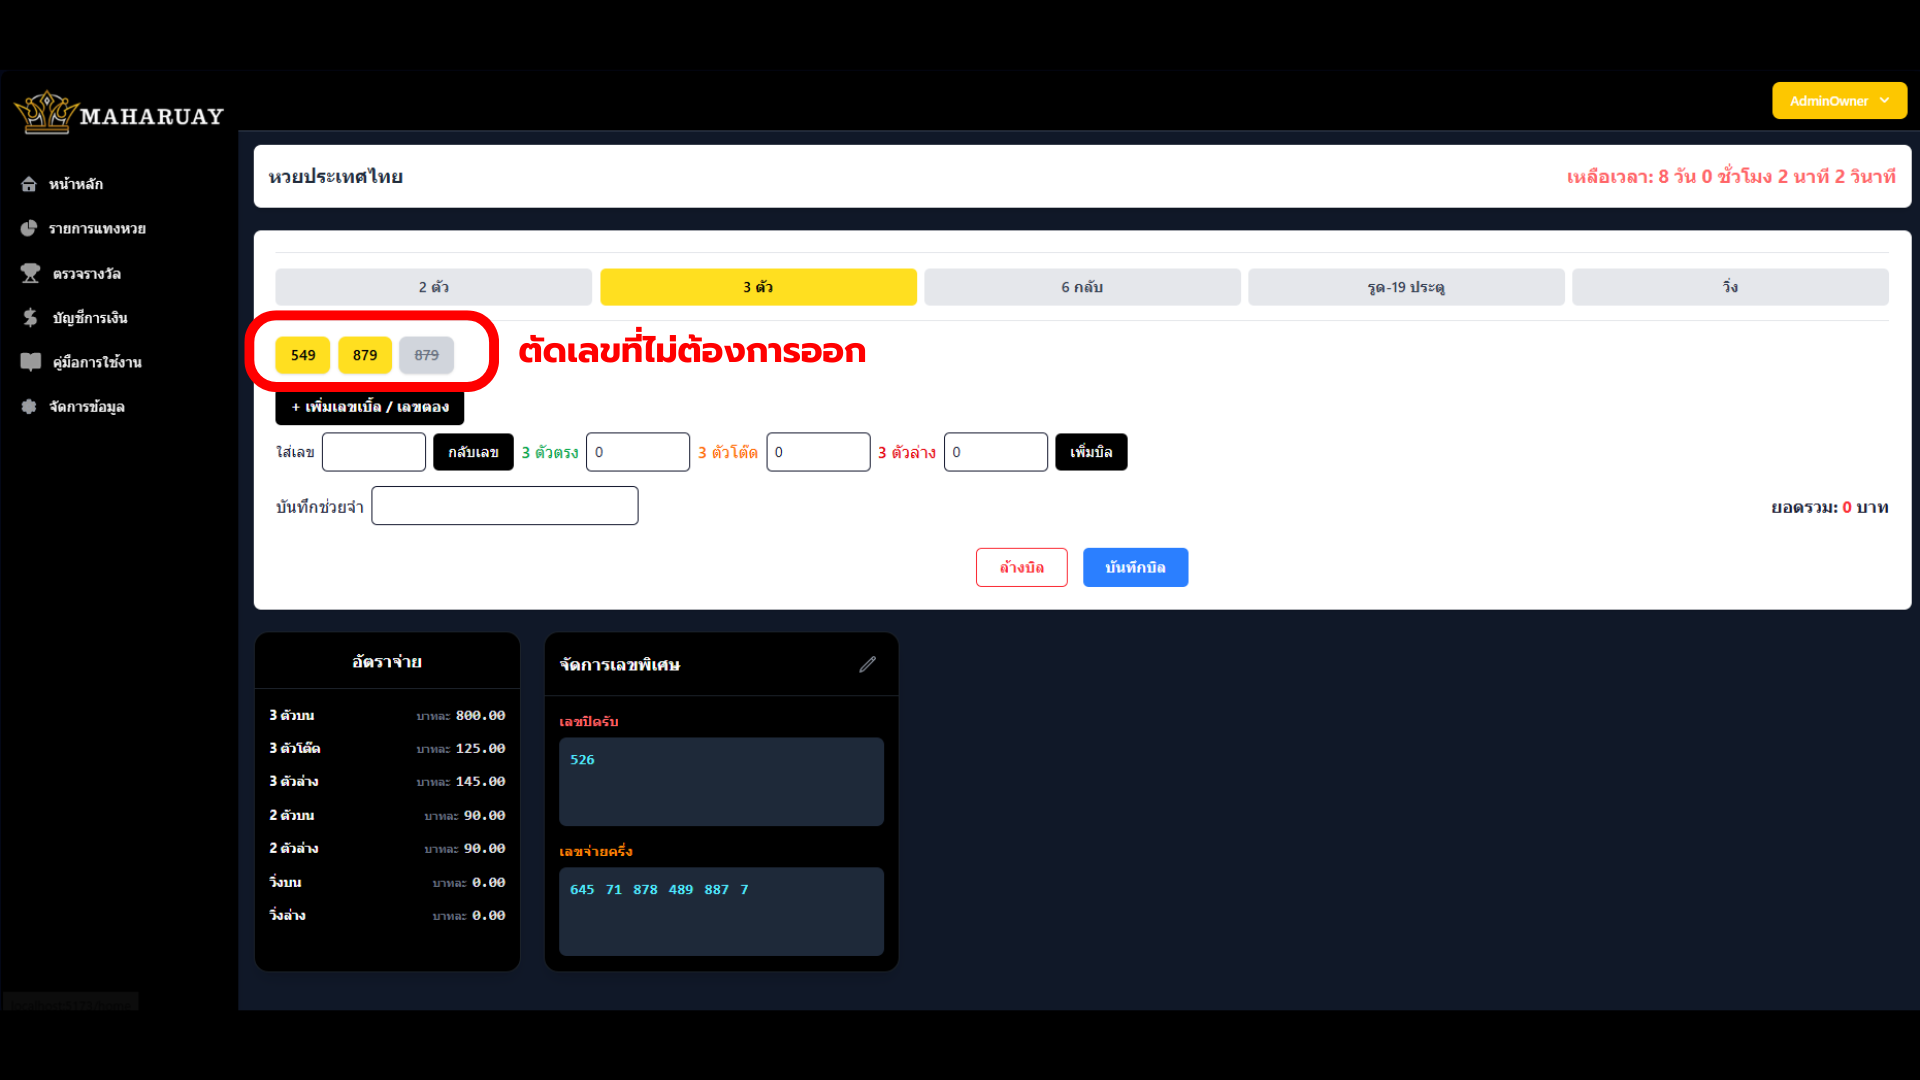 MAHARUAY
AdminOwner
หน้าหลัก
รายการแทงหวย
ตรวจรางวัล
บัญชีการเงิน
คู่มือการใช้งาน
จัดการข้อมูล
หวยประเทศไทย
เหลือเวลา: 8 วัน 0 ชั่วโมง 2 นาที 2 วินาที
2 ตัว 3 ตัว 6 กลับ รูด-19 ประตู วิ่ง
549 879 879 ตัดเลขที่ไม่ต้องการออก
+ เพิ่มเลขเบิ้ล / เลขตอง
ใส่เลข กลับเลข 3 ตัวตรง 0 3 ตัวโต๊ด 0 3 ตัวล่าง 0 เพิ่มบิล
บันทึกช่วยจำ ยอดรวม: 0 บาท
ล้างบิล บันทึกบิล
อัตราจ่าย
3 ตัวบน บาทละ 800.00
3 ตัวโต๊ด บาทละ 125.00
3 ตัวล่าง บาทละ 145.00
2 ตัวบน บาทละ 90.00
2 ตัวล่าง บาทละ 90.00
วิ่งบน บาทละ 0.00
วิ่งล่าง บาทละ 0.00
จัดการเลขพิเศษ
เลขปิดรับ
526
เลขจ่ายครึ่ง
645 71 878 489 887 7